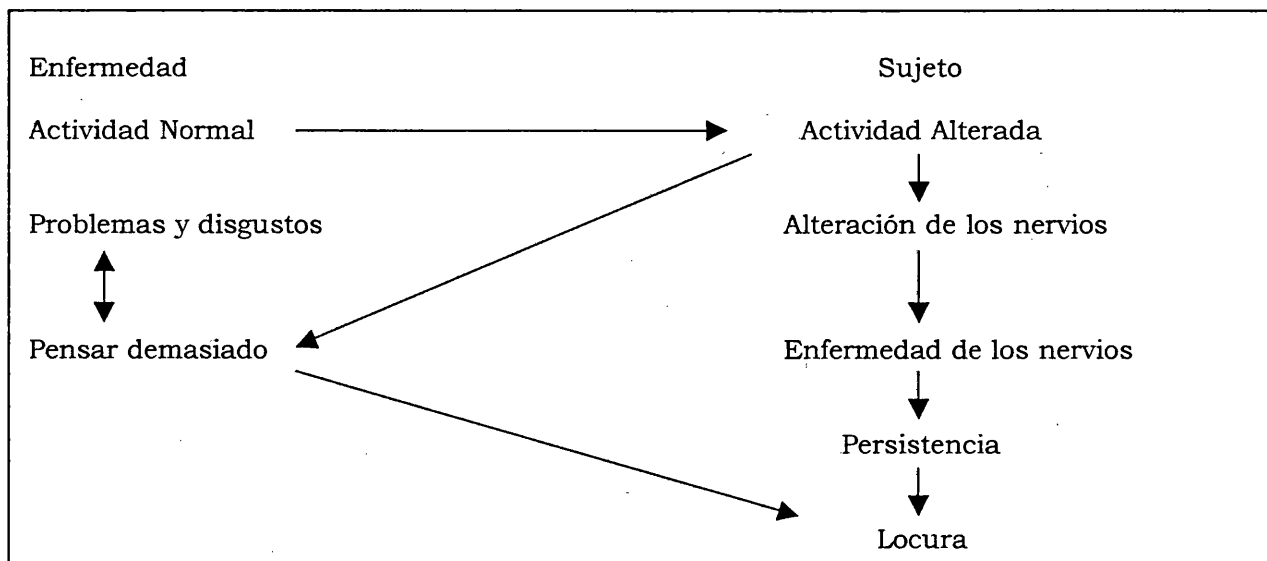 Enfermedad Sujeto
Actividad Normal Actividad Alterada
Problemas y disgustos Alteración de los nervios
Pensar demasiado Enfermedad de los nervios
Persistencia
Locura